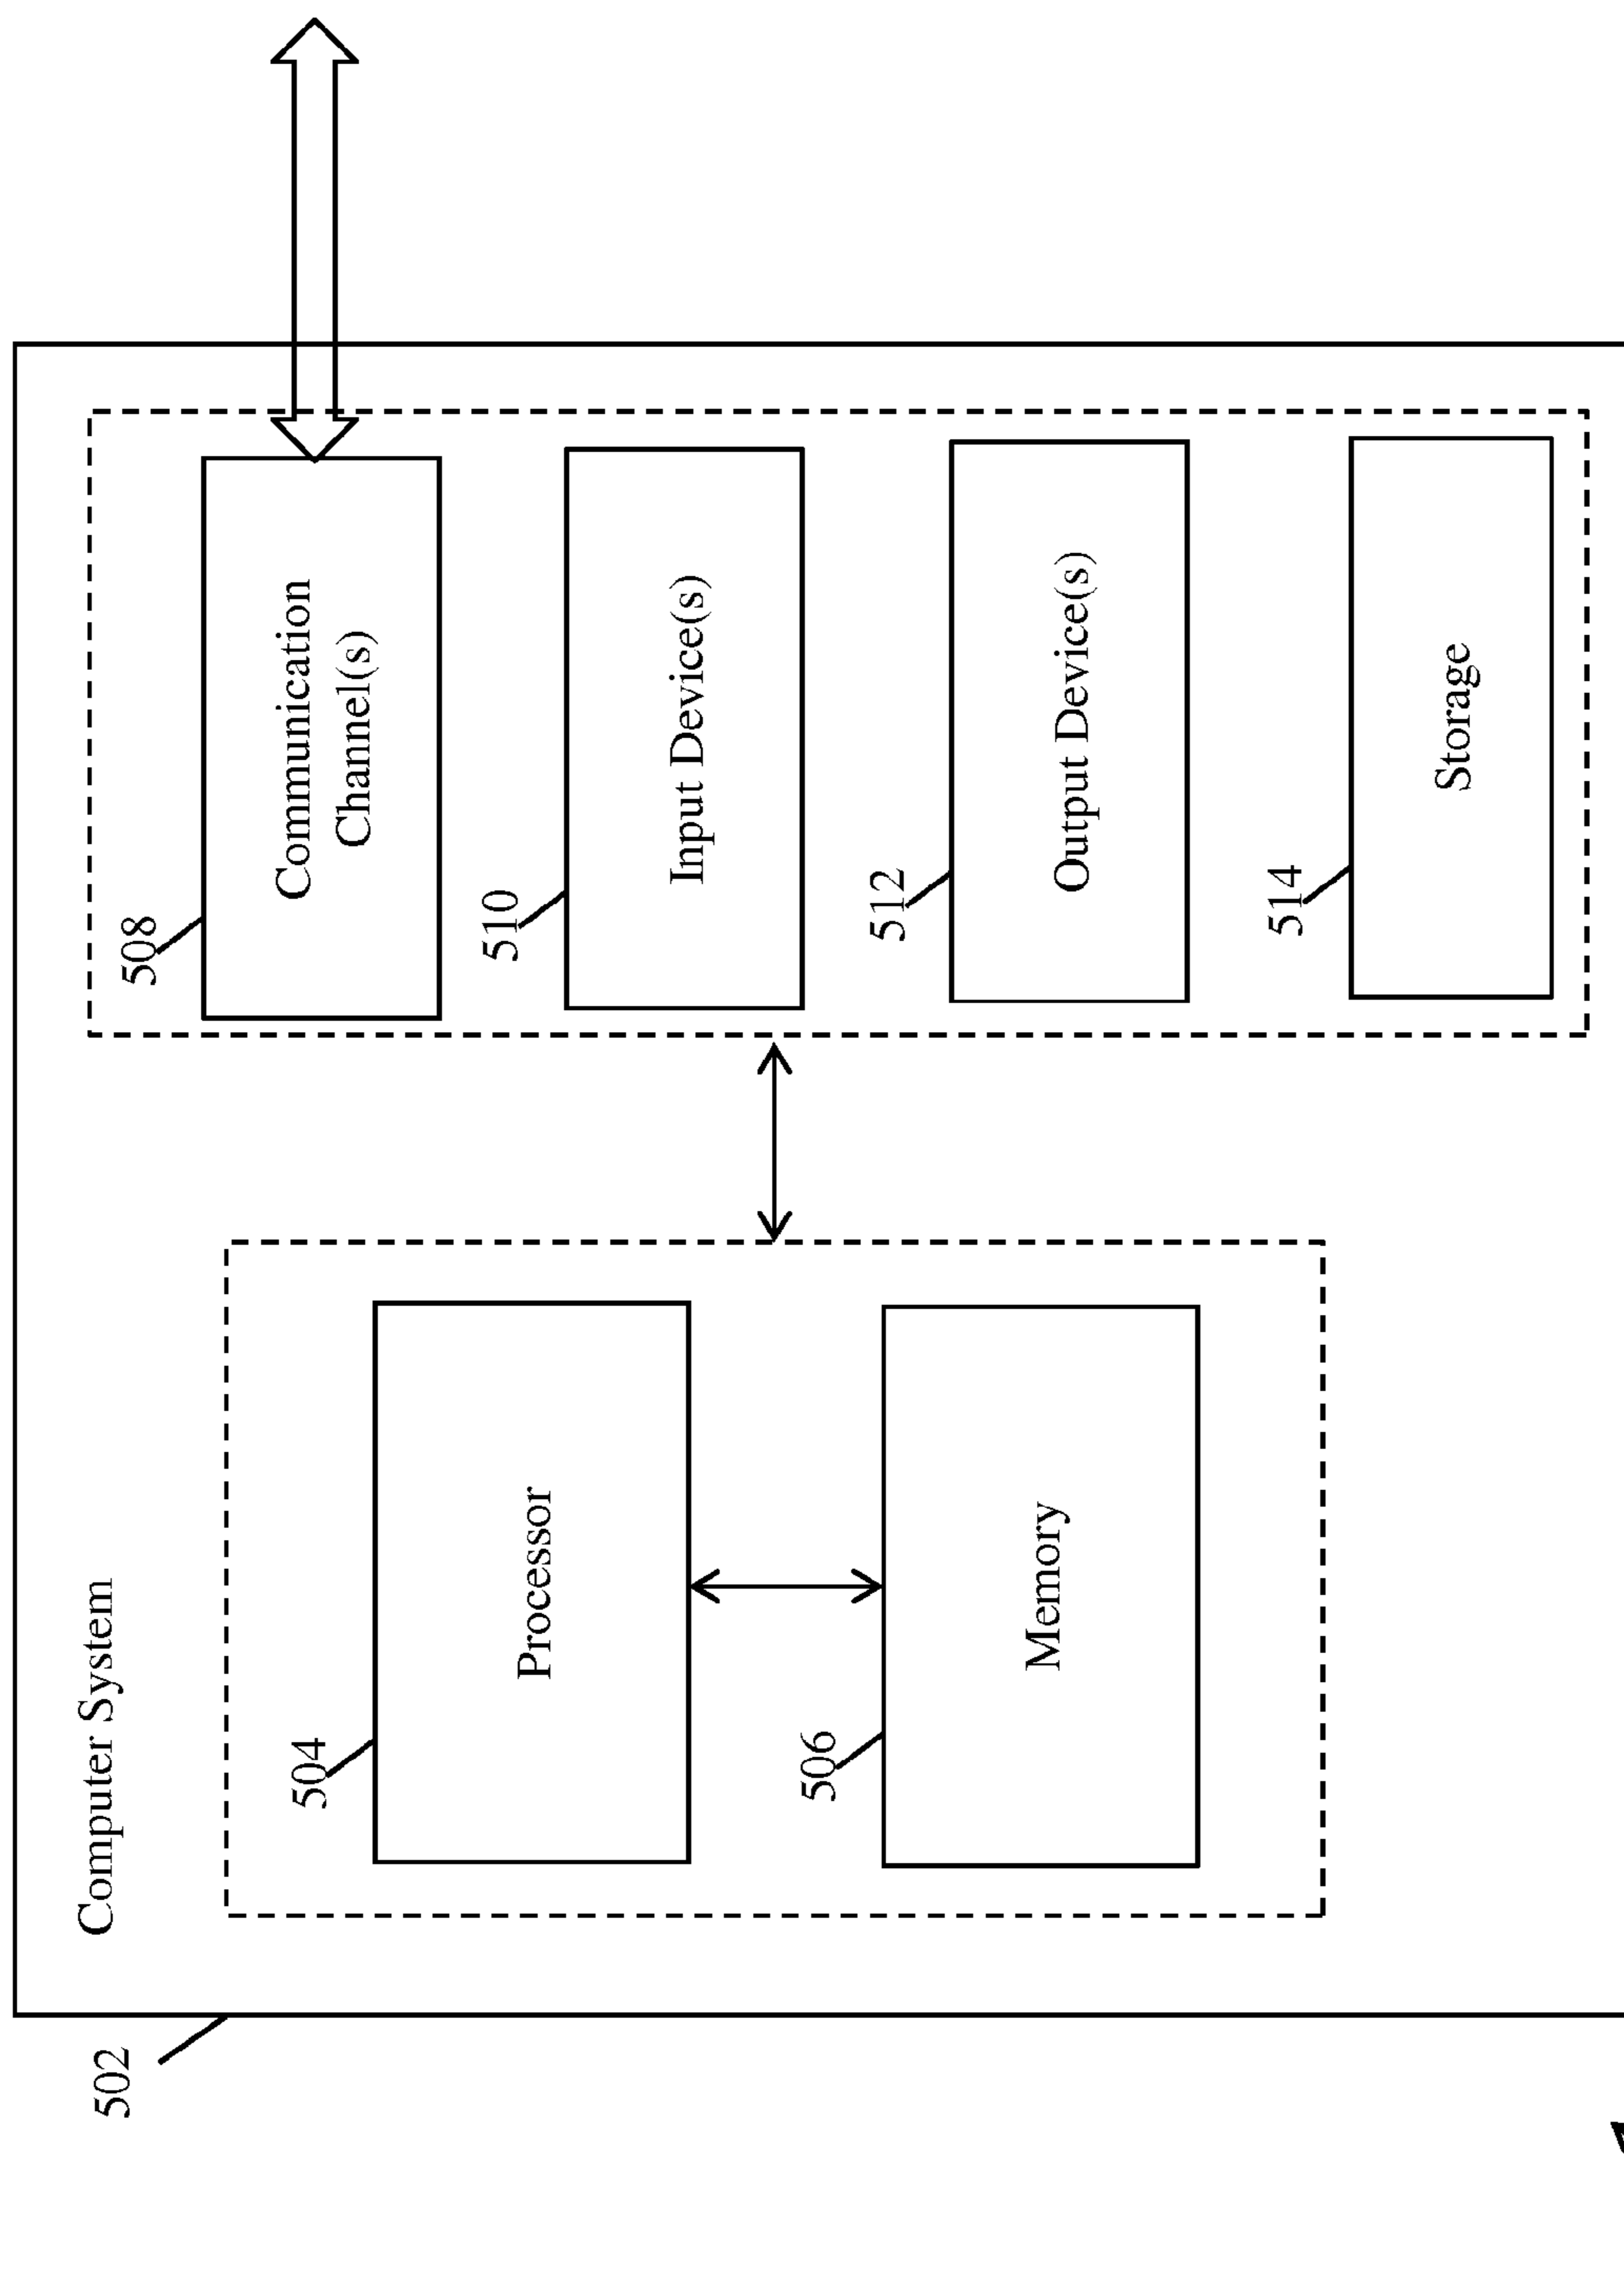 502
Computer System
504
Processor
506
Memory
508
Communication
Channel(s)
510
Input Device(s)
512
Output Device(s)
514
Storage